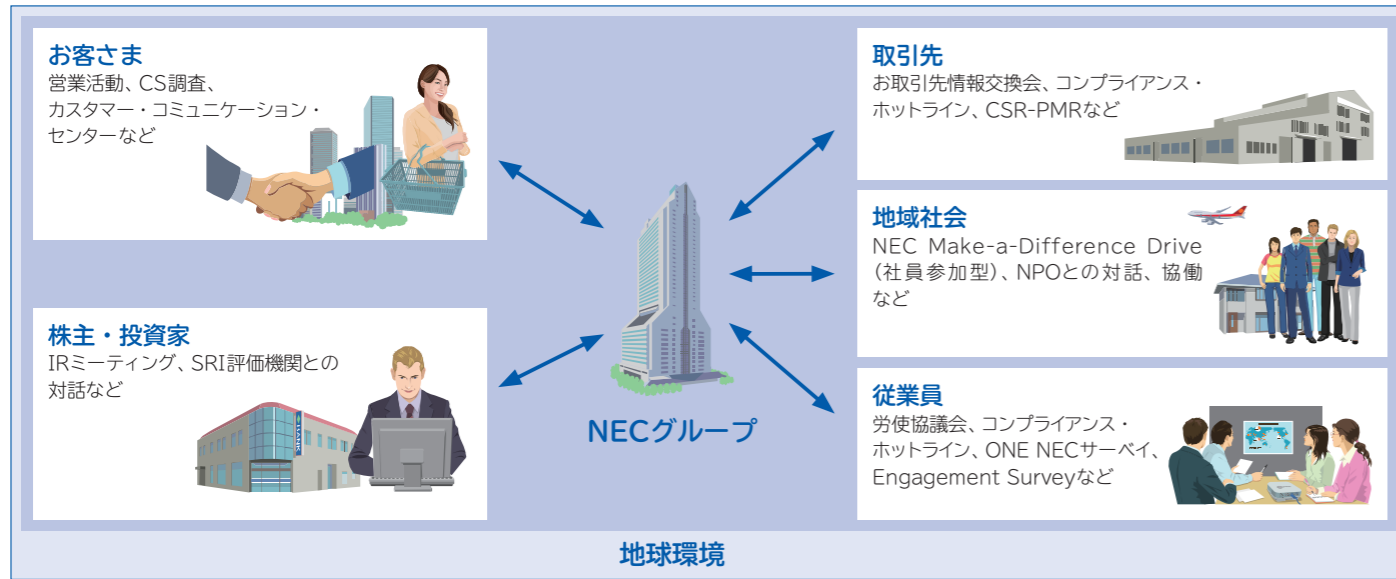 お客さま
営業活動、CS調査、
カスタマー・コミュニケーション・
センターなど
株主・投資家
IRミーティング、SRI評価機関との
対話など
NECグループ
取引先
お取引先情報交換会、コンプライアンス・
ホットライン、CSR-PMRなど
地域社会
NEC Make-a-Difference Drive
（社員参加型）、NPOとの対話、協働
など
従業員
労使協議会、コンプライアンス・
ホットライン、ONE NECサーベイ、
Engagement Surveyなど
地球環境